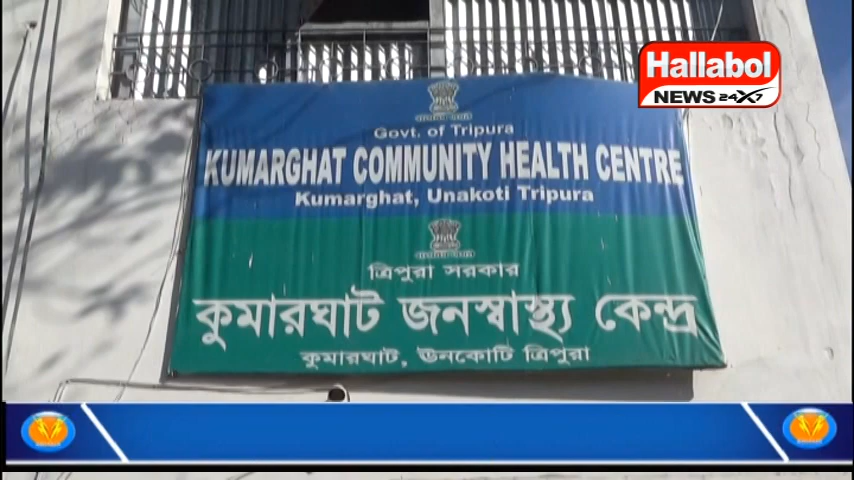 Hallabol
NEWS 24X7
Govt. of Tripura
KUMARGHAT COMMUNITY HEALTH CENTRE
Kumarghat, Unakoti Tripura
ত্রিপুরা সরকার
কুমারঘাট জনস্বাস্থ্য কেন্দ্র
কুমারঘাট, ঊনকোটি ত্রিপুরা